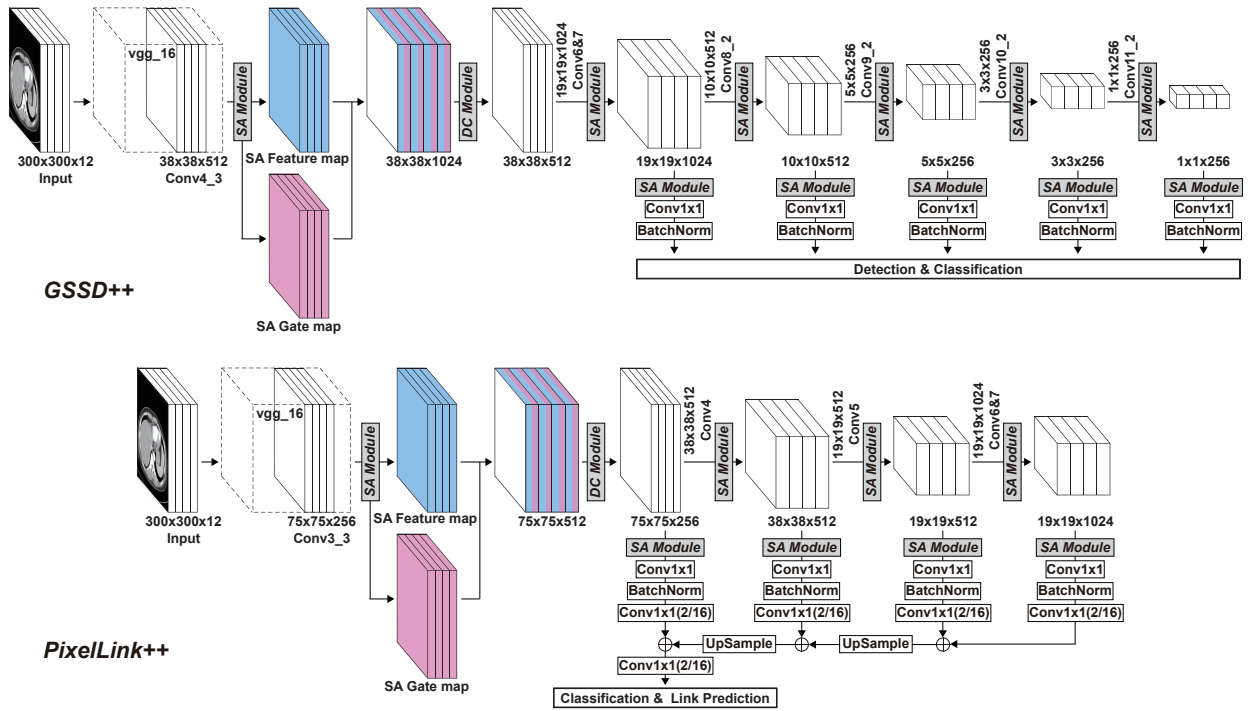 vgg_16
SA Module
DC Module
19x19x1024
Conv6&7
SA Module
10x10x512
Conv8_2
SA Module
5x5x256
Conv9_2
SA Module
3x3x256
Conv10_2
SA Module
1x1x256
Conv11_2
SA Module
300x300x12
Input
38x38x512
Conv4_3
SA Feature map
38x38x1024
38x38x512
19x19x1024
10x10x512
5x5x256
3x3x256
1x1x256
SA Module
SA Module
SA Module
SA Module
SA Module
Conv1x1
Conv1x1
Conv1x1
Conv1x1
Conv1x1
BatchNorm
BatchNorm
BatchNorm
BatchNorm
BatchNorm
Detection & Classification
GSSD++
SA Gate map
vgg_16
SA Module
DC Module
38x38x512
Conv4
SA Module
19x19x512
Conv5
SA Module
19x19x1024
Conv6&7
SA Module
300x300x12
Input
75x75x256
Conv3_3
SA Feature map
75x75x512
75x75x256
38x38x512
19x19x512
19x19x1024
SA Module
SA Module
SA Module
SA Module
Conv1x1
Conv1x1
Conv1x1
Conv1x1
BatchNorm
BatchNorm
BatchNorm
BatchNorm
Conv1x1(2/16)
Conv1x1(2/16)
Conv1x1(2/16)
Conv1x1(2/16)
UpSample
UpSample
PixelLink++
Conv1x1(2/16)
SA Gate map
Classification & Link Prediction